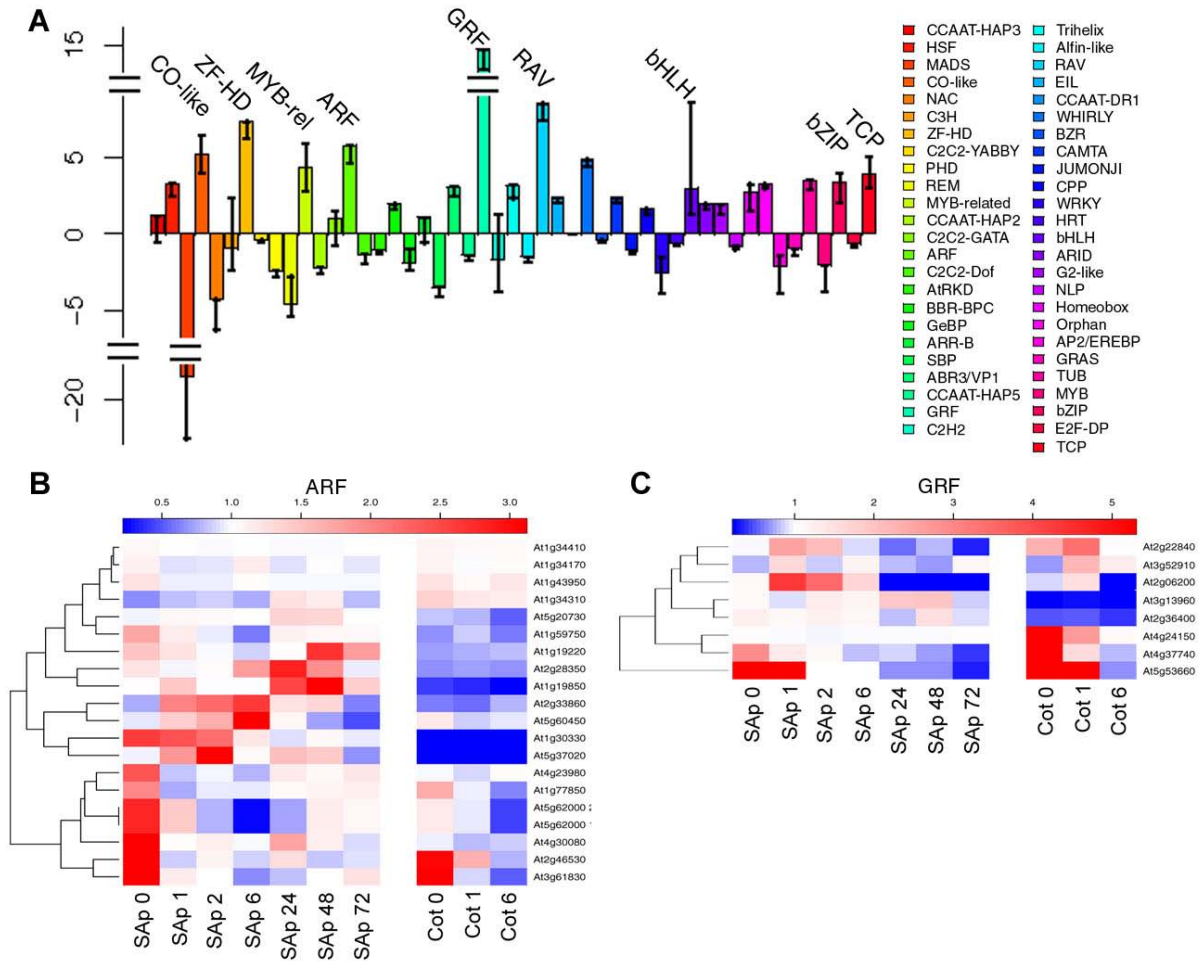 A
15
5
0
-5
-20
CO-like
ZF-HD
MYB-rel
ARF
GRF
RAV
bHLH
bZIP
TCP
CCAAT-HAP3
HSF
MADS
CO-like
NAC
C3H
ZF-HD
C2C2-YABBY
PHD
REM
MYB-related
CCAAT-HAP2
C2C2-GATA
ARF
C2C2-Dof
AtRKD
BBR-BPC
GeBP
ARR-B
SBP
ABR3/VP1
CCAAT-HAP5
GRF
C2H2
Trihelix
Alfin-like
RAV
EIL
CCAAT-DR1
WHIRLY
BZR
CAMTA
JUMONJI
CPP
WRKY
HRT
bHLH
ARID
G2-like
NLP
Homeobox
Orphan
AP2/EREBP
GRAS
TUB
MYB
bZIP
E2F-DP
TCP
B
ARF
0.5 1.0 1.5 2.0 2.5 3.0
At1g34410
At1g34170
At1g43950
At1g34310
At5g20730
At1g59750
At1g19220
At2g28350
At1g19850
At2g33860
At5g60450
At1g30330
At5g37020
At4g23980
At1g77850
At5g62000
At5g62000
At4g30080
At2g46530
At3g61830
SAp 0 SAp 1 SAp 2 SAp 6 SAp 24 SAp 48 SAp 72 Cot 0 Cot 1 Cot 6
C
GRF
1 2 3 4 5
At2g22840
At3g52910
At2g06200
At3g13960
At2g36400
At4g24150
At4g37740
At5g53660
SAp 0 SAp 1 SAp 2 SAp 6 SAp 24 SAp 48 SAp 72 Cot 0 Cot 1 Cot 6